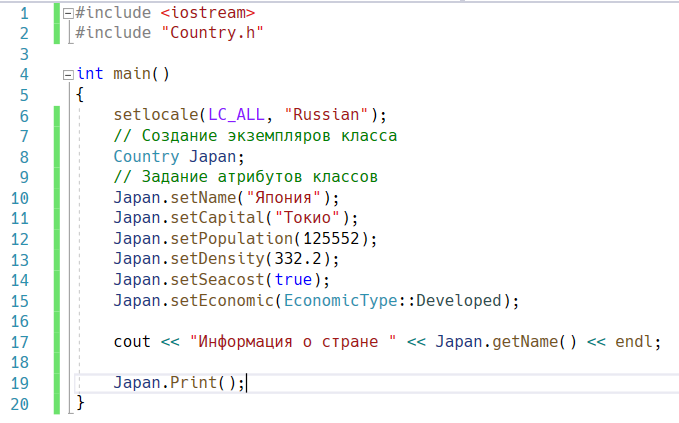 1 #include <iostream>
2 #include "Country.h"
3
4 int main()
5 {
6 setlocale(LC_ALL, "Russian");
7 // Создание экземпляров класса
8 Country Japan;
9 // Задание атрибутов классов
10 Japan.setName("Япония");
11 Japan.setCapital("Токио");
12 Japan.setPopulation(125552);
13 Japan.setDensity(332.2);
14 Japan.setSeacost(true);
15 Japan.setEconomic(EconomicType::Developed);
16
17 cout << "Информация о стране " << Japan.getName() << endl;
18
19 Japan.Print();
20 }